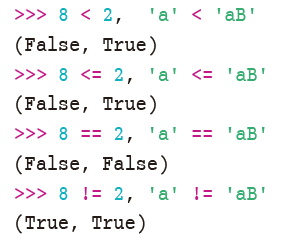 >>> 8 < 2,  'a' < 'aB'
(False, True)
>>> 8 <= 2, 'a' <= 'aB'
(False, True)
>>> 8 == 2, 'a' == 'aB'
(False, False)
>>> 8 != 2, 'a' != 'aB'
(True, True)